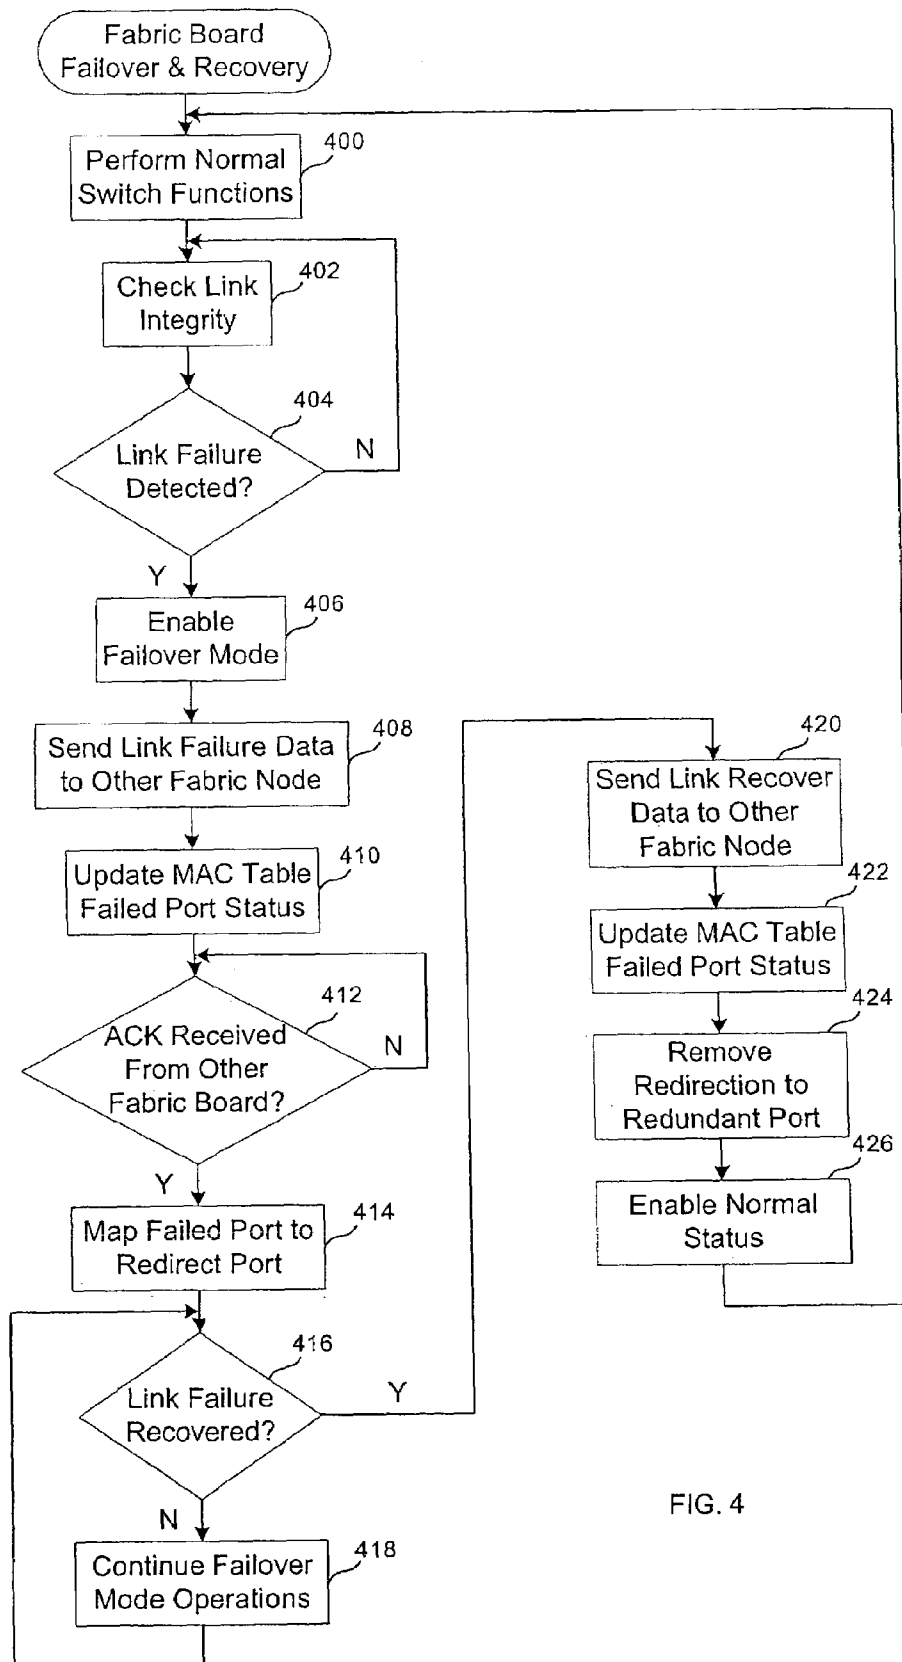 Fabric Board
Failover & Recovery
400
Perform Normal
Switch Functions
402
Check Link
Integrity
404
Link Failure
Detected?
N
Y
406
Enable
Failover Mode
408
Send Link Failure Data
to Other Fabric Node
410
Update MAC Table
Failed Port Status
412
ACK Received
From Other
Fabric Board?
N
Y
414
Map Failed Port to
Redirect Port
416
Link Failure
Recovered?
Y
N
418
Continue Failover
Mode Operations
420
Send Link Recover
Data to Other
Fabric Node
422
Update MAC Table
Failed Port Status
424
Remove
Redirection to
Redundant Port
426
Enable Normal
Status
FIG. 4